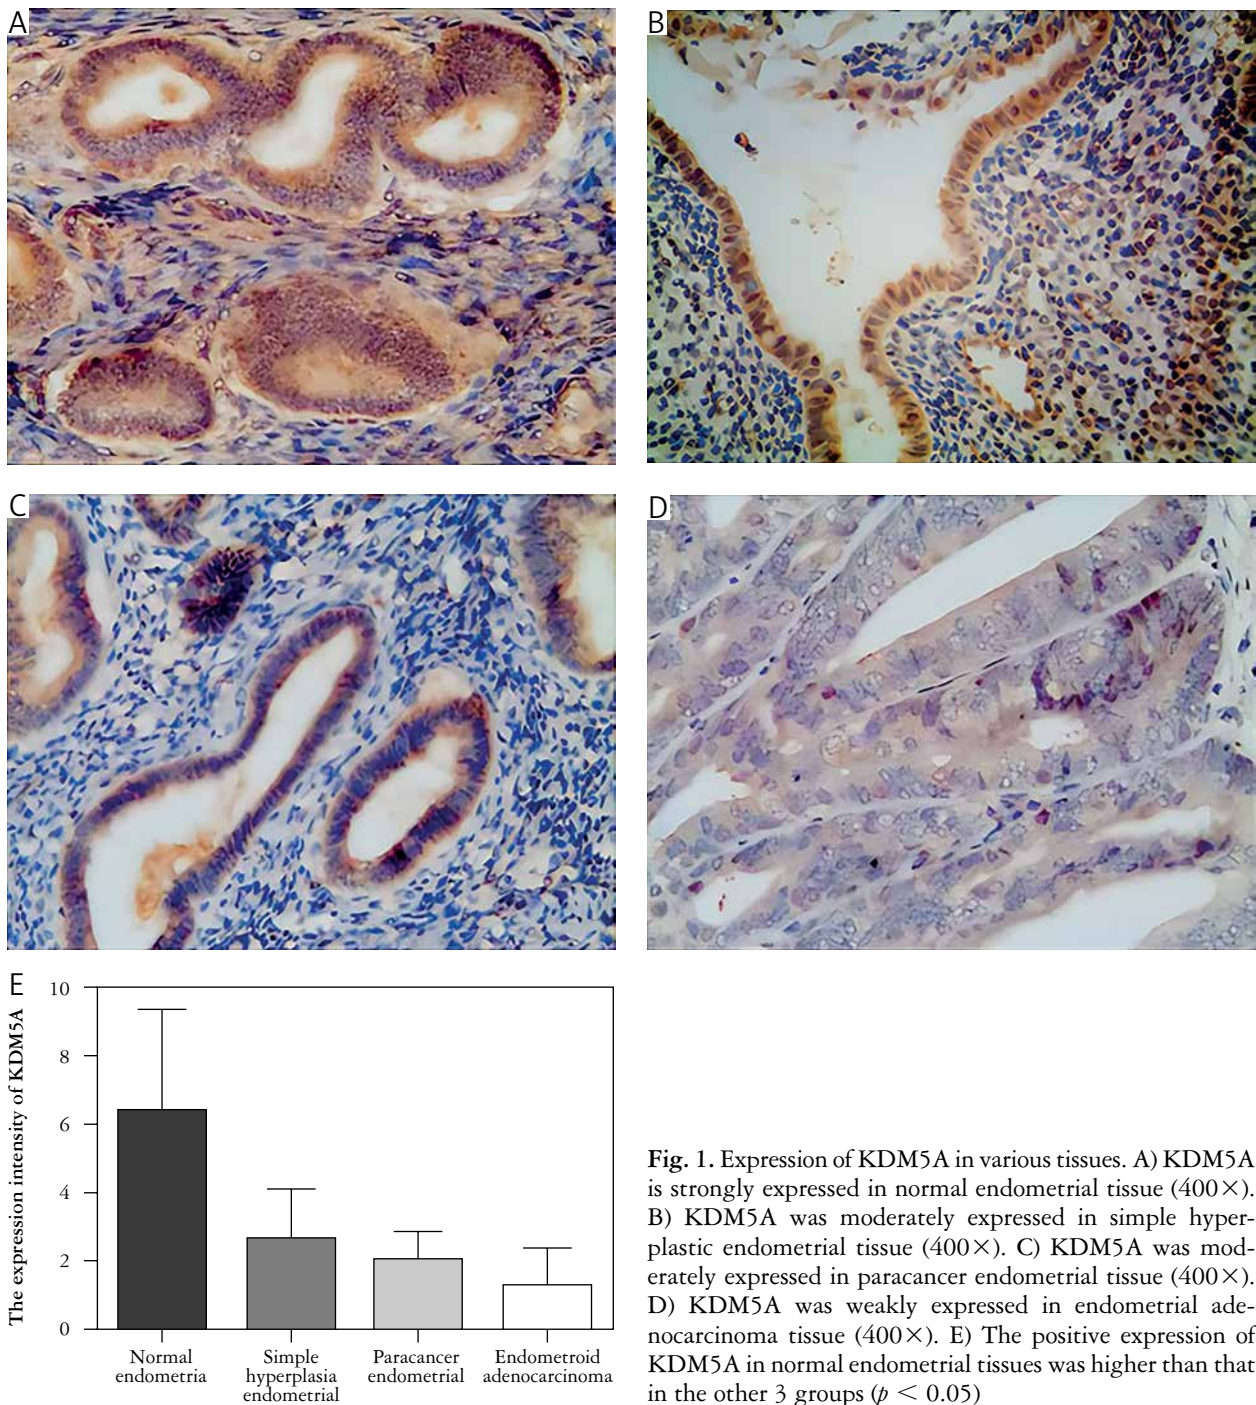 A
B
C
D
E
The expression intensity of KDM5A
10
8
6
4
2
0
Normal
endometria
Simple
hyperplasia
endometrial
Paracancer
endometrial
Endometroid
adenocarcinoma
Fig. 1. Expression of KDM5A in various tissues. A) KDM5A
is strongly expressed in normal endometrial tissue (400×).
B) KDM5A was moderately expressed in simple hyper-
plastic endometrial tissue (400×). C) KDM5A was mod-
erately expressed in paracancer endometrial tissue (400×).
D) KDM5A was weakly expressed in endometrial ade-
nocarcinoma tissue (400×). E) The positive expression of
KDM5A in normal endometrial tissues was higher than that
in the other 3 groups (p < 0.05)